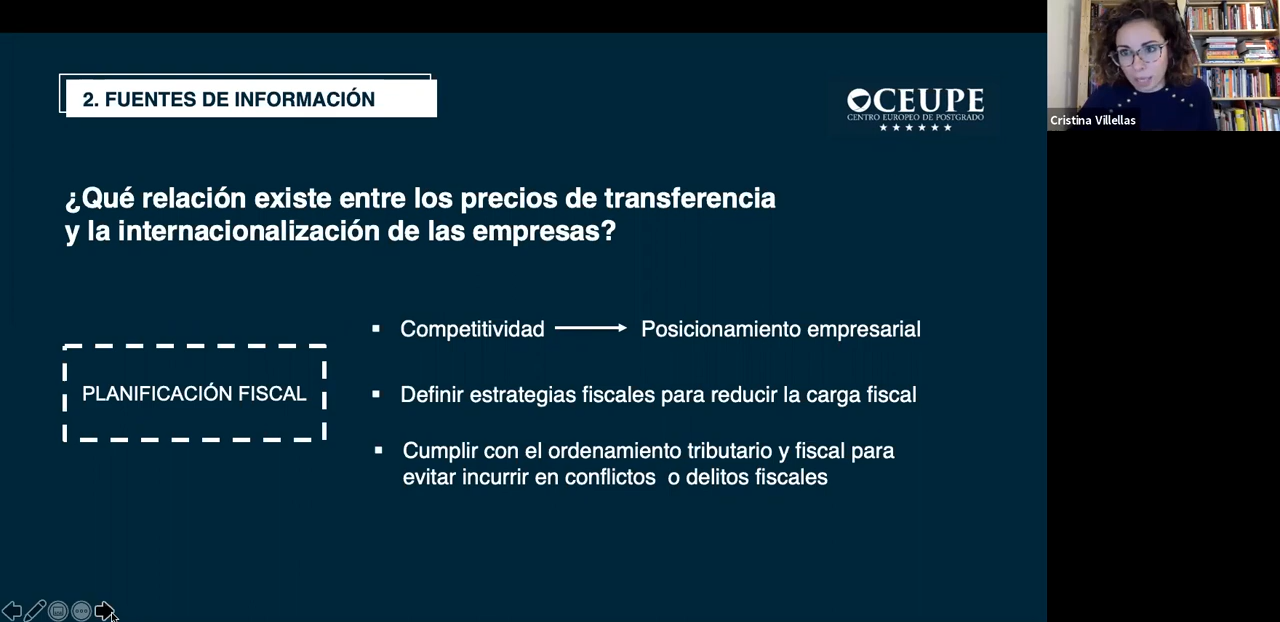 2. FUENTES DE INFORMACIÓN
CEUPE
CENTRO EUROPEO DE POSTGRADO
Cristina Villellas
¿Qué relación existe entre los precios de transferencia
y la internacionalización de las empresas?
PLANIFICACIÓN FISCAL
▪ Competitividad → Posicionamiento empresarial
▪ Definir estrategias fiscales para reducir la carga fiscal
▪ Cumplir con el ordenamiento tributario y fiscal para
evitar incurrir en conflictos o delitos fiscales